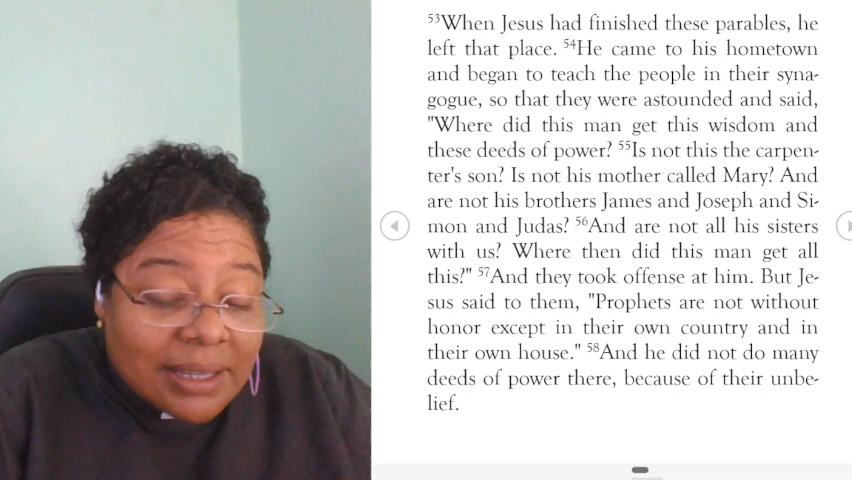 53When Jesus had finished these parables, he
left that place. 54He came to his hometown
and began to teach the people in their syna-
gogue, so that they were astounded and said,
"Where did this man get this wisdom and
these deeds of power? 55Is not this the carpen-
ter's son? Is not his mother called Mary? And
are not his brothers James and Joseph and Si-
mon and Judas? 56And are not all his sisters
with us? Where then did this man get all
this?" 57And they took offense at him. But Je-
sus said to them, "Prophets are not without
honor except in their own country and in
their own house." 58And he did not do many
deeds of power there, because of their unbe-
lief.